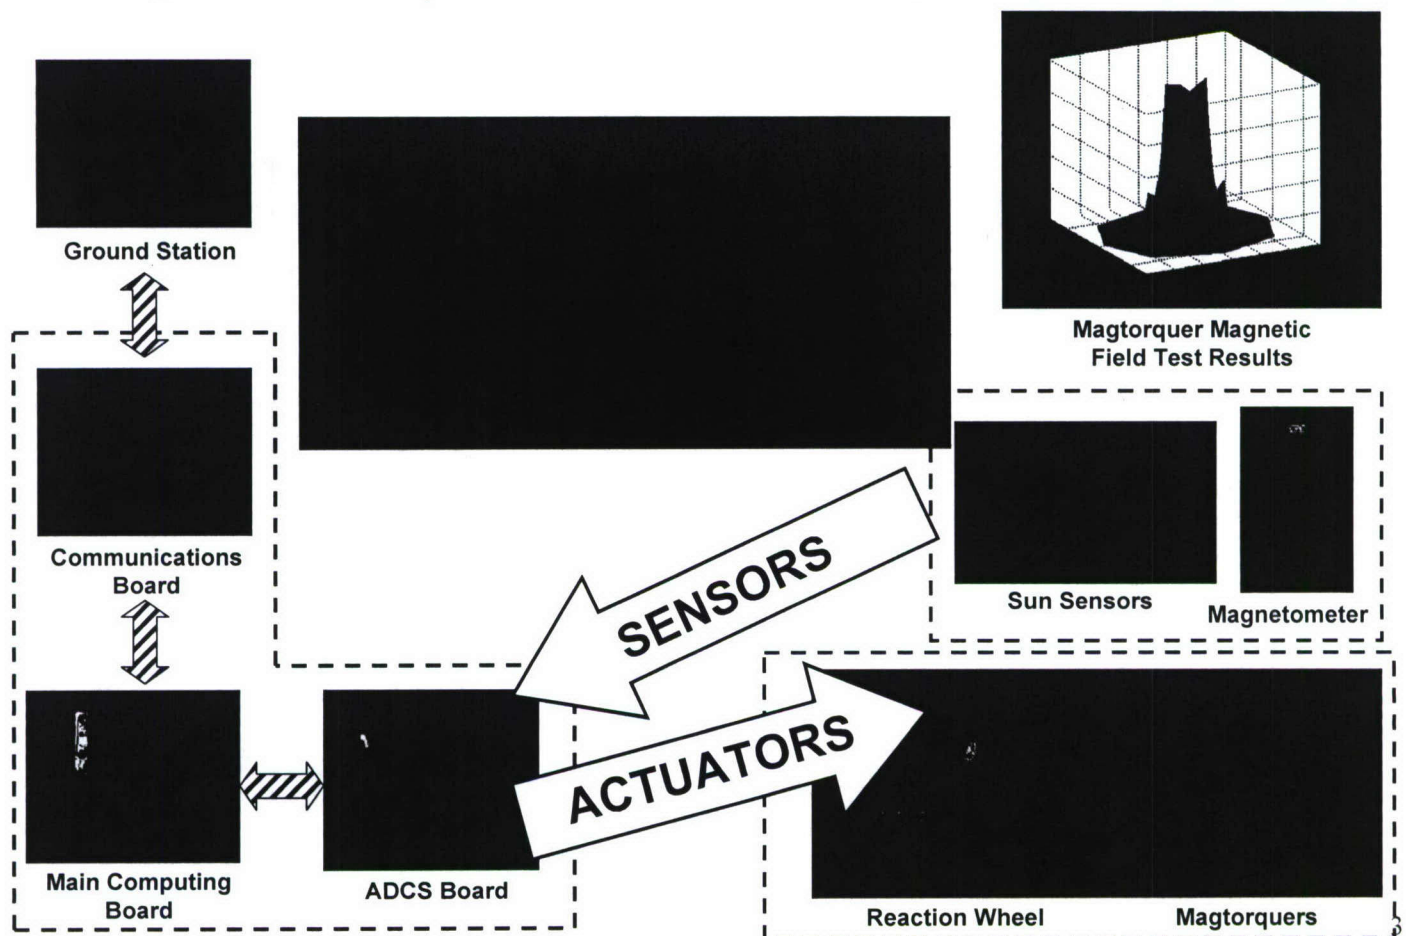 Ground Station
Magtorquer Magnetic
Field Test Results
Communications
Board
SENSORS
Sun Sensors
Magnetometer
ACTUATORS
Main Computing
Board
ADCS Board
Reaction Wheel
Magtorquers
3